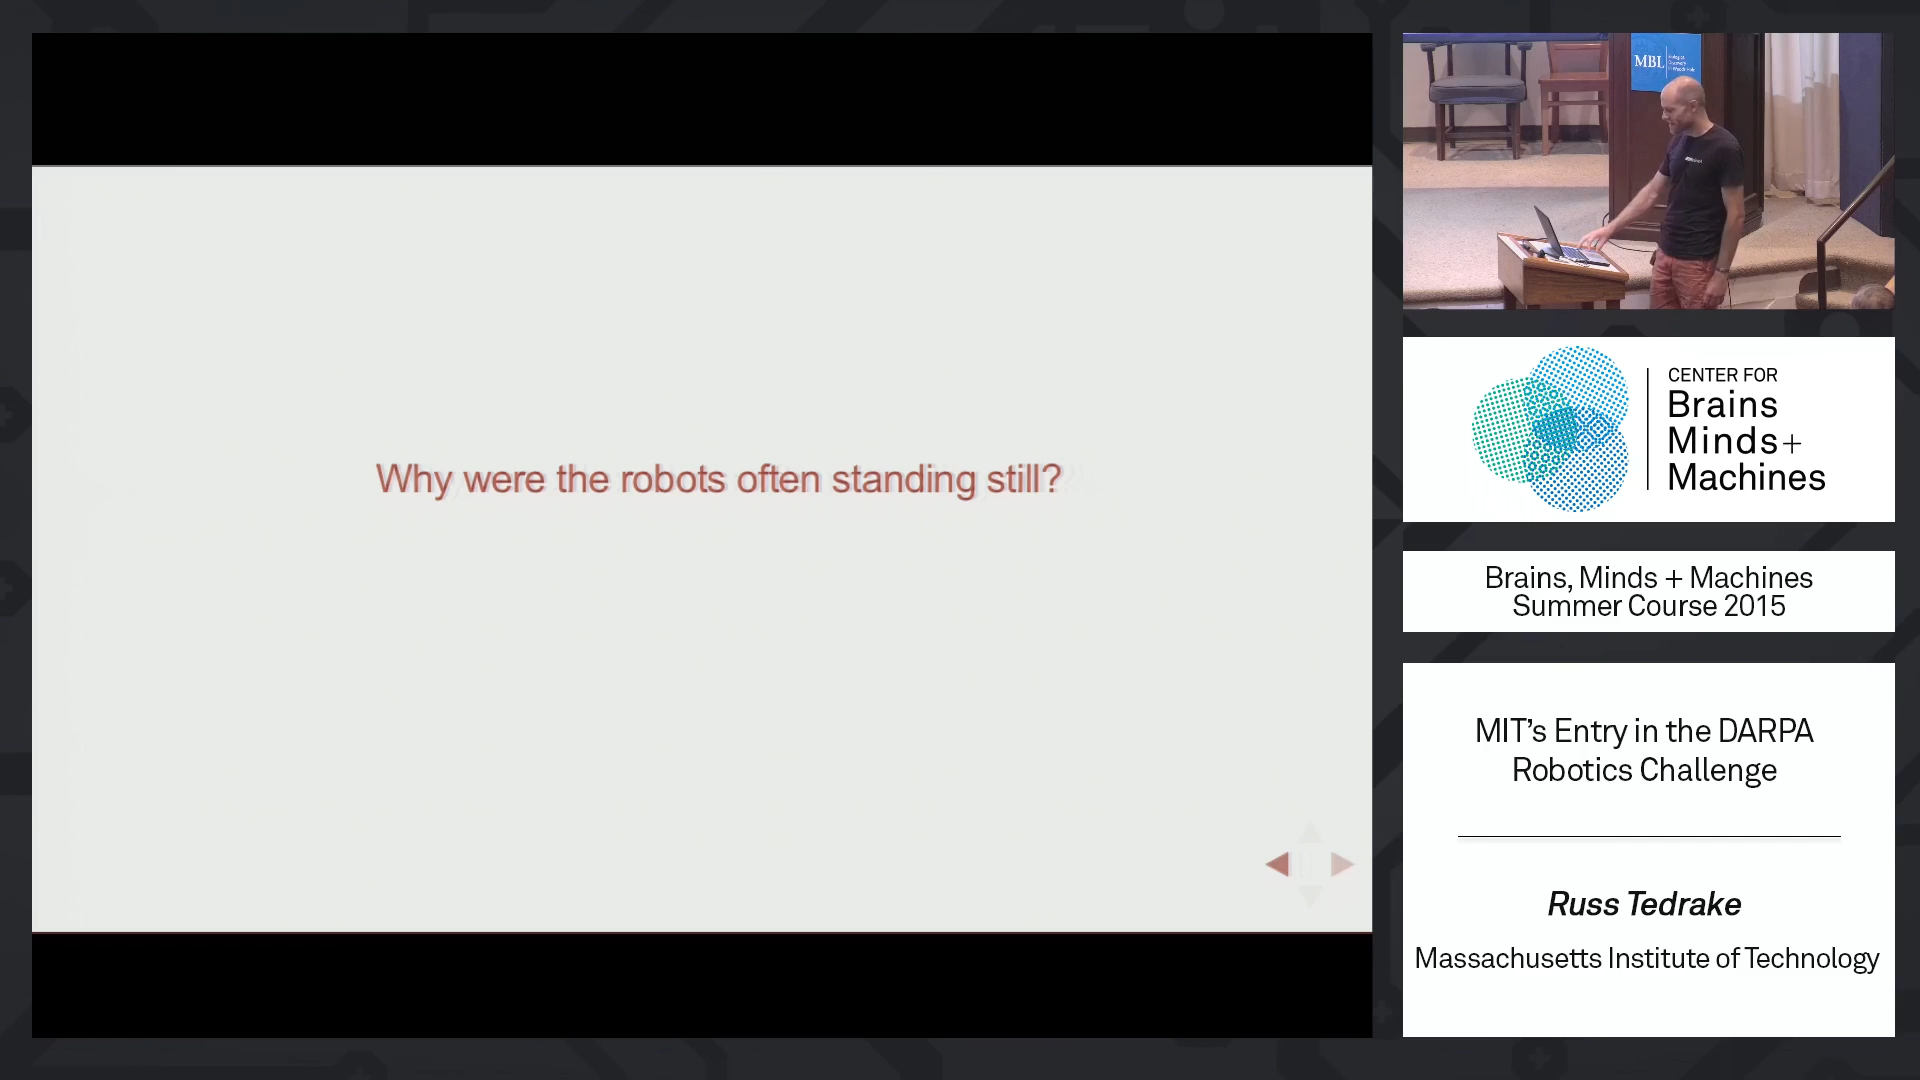 Why were the robots often standing still?
MBL
CENTER FOR
Brains
Minds+
Machines
Brains, Minds + Machines
Summer Course 2015
MIT's Entry in the DARPA
Robotics Challenge
Russ Tedrake
Massachusetts Institute of Technology